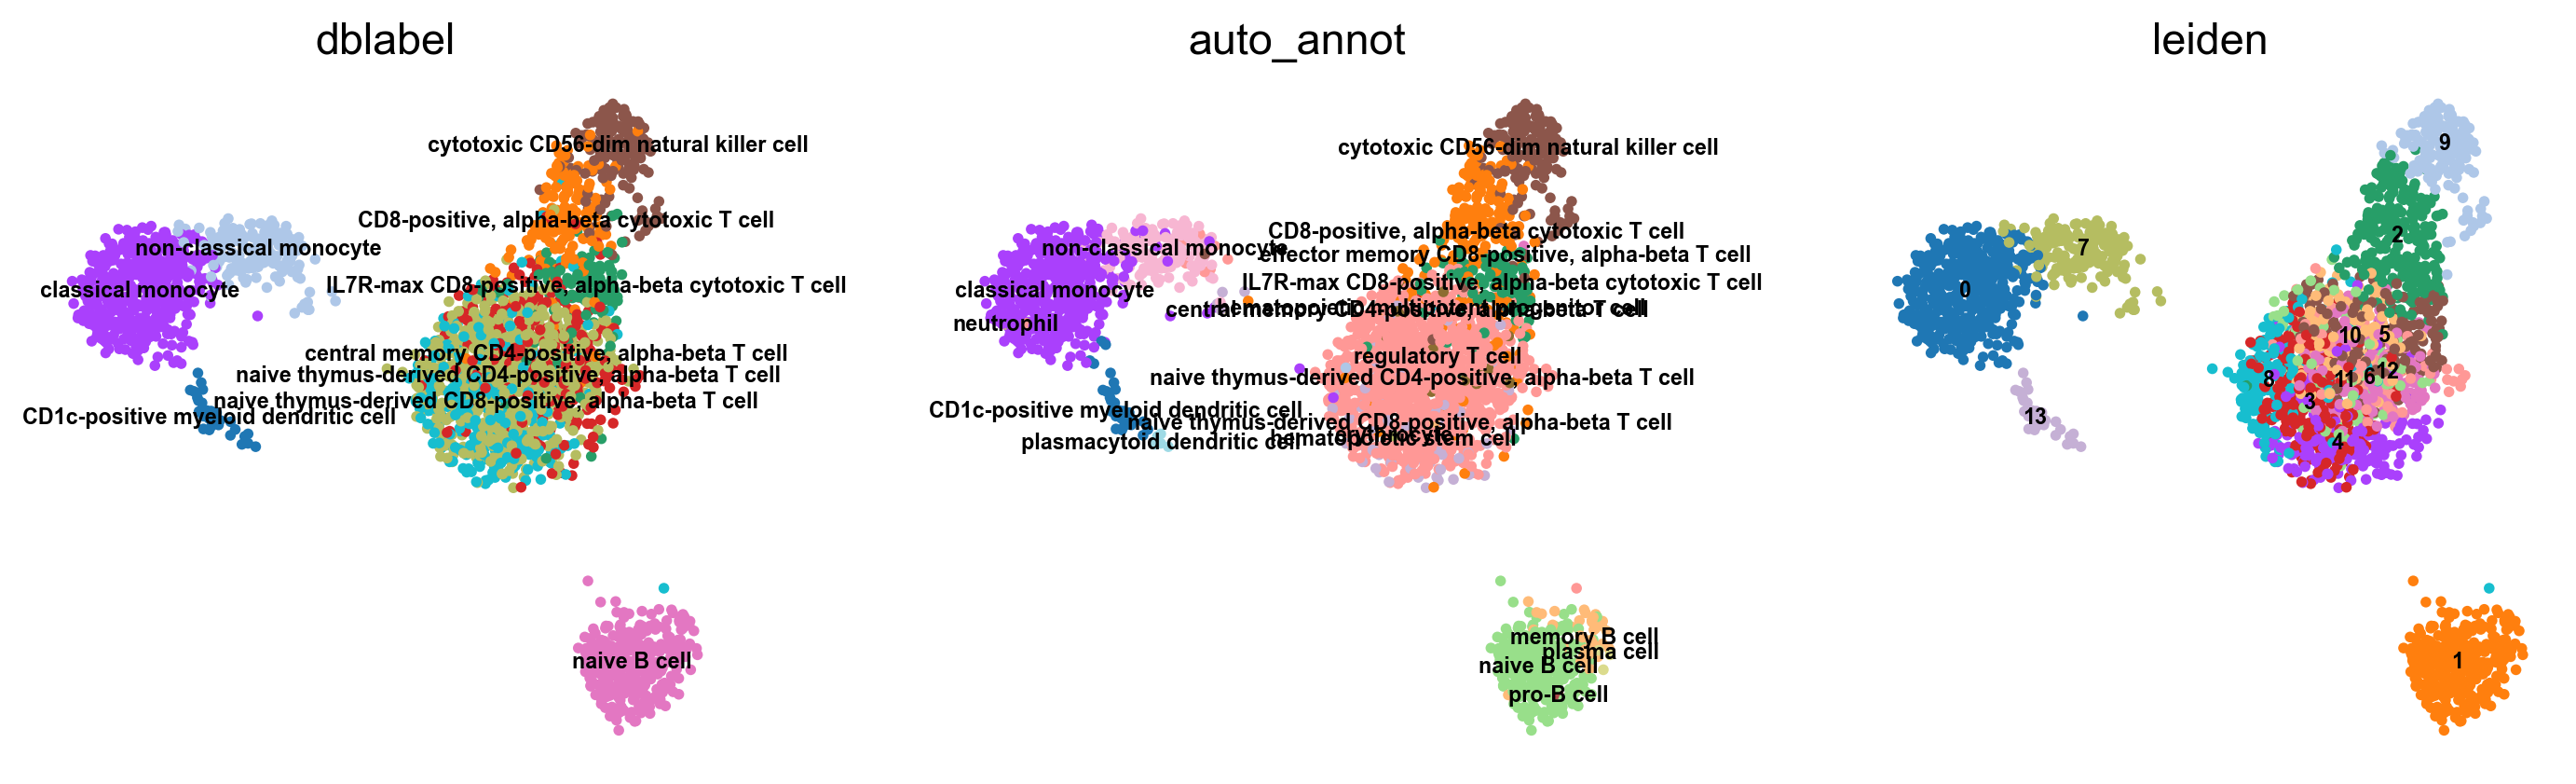 dblabel
cytotoxic CD56-dim natural killer cell
CD8-positive, alpha-beta cytotoxic T cell
non-classical monocyte
IL7R-max CD8-positive, alpha-beta cytotoxic T cell
classical monocyte
central memory CD4-positive, alpha-beta T cell
naive thymus-derived CD4-positive, alpha-beta T cell
naive thymus-derived CD8-positive, alpha-beta T cell
CD1c-positive myeloid dendritic cell
naive B cell
auto_annot
cytotoxic CD56-dim natural killer cell
CD8-positive, alpha-beta cytotoxic T cell
non-classical monocyte
effector memory CD8-positive, alpha-beta T cell
IL7R-max CD8-positive, alpha-beta cytotoxic T cell
classical monocyte
hematopoietic multipotent progenitor cell
central memory CD4-positive, alpha-beta T cell
neutrophil
regulatory T cell
naive thymus-derived CD4-positive, alpha-beta T cell
CD1c-positive myeloid dendritic cell
naive thymus-derived CD8-positive, alpha-beta T cell
erythrocyte
hematopoietic stem cell
plasmacytoid dendritic cell
memory B cell
plasma cell
naive B cell
pro-B cell
leiden
9
2
7
0
10
5
12
6
11
8
3
13
4
1